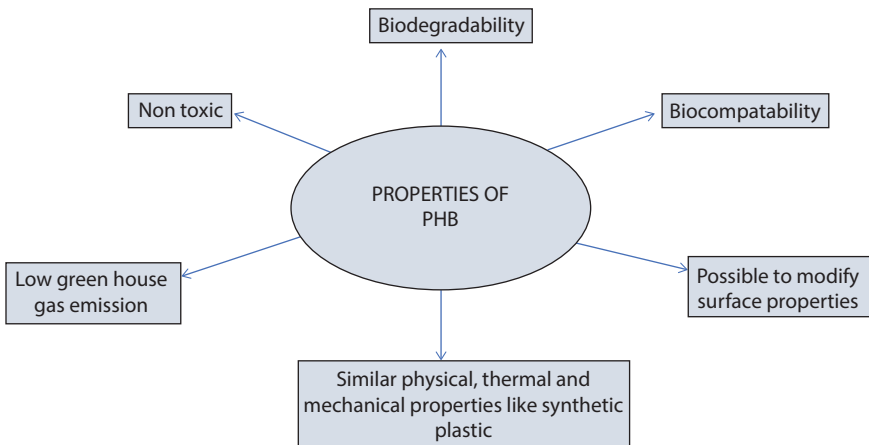 Biodegradability
Non toxic
Biocompatability
PROPERTIES OF
PHB
Low green house
gas emission
Possible to modify
surface properties
Similar physical, thermal and
mechanical properties like synthetic
plastic